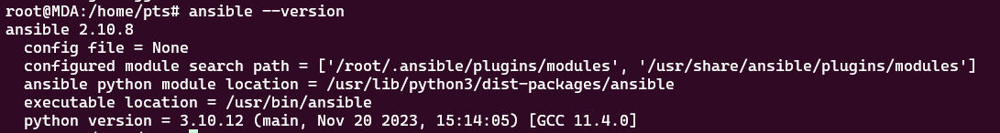 root@MDA:/home/pts# ansible --version
ansible 2.10.8
  config file = None
  configured module search path = ['/root/.ansible/plugins/modules', '/usr/share/ansible/plugins/modules']
  ansible python module location = /usr/lib/python3/dist-packages/ansible
  executable location = /usr/bin/ansible
  python version = 3.10.12 (main, Nov 20 2023, 15:14:05) [GCC 11.4.0]